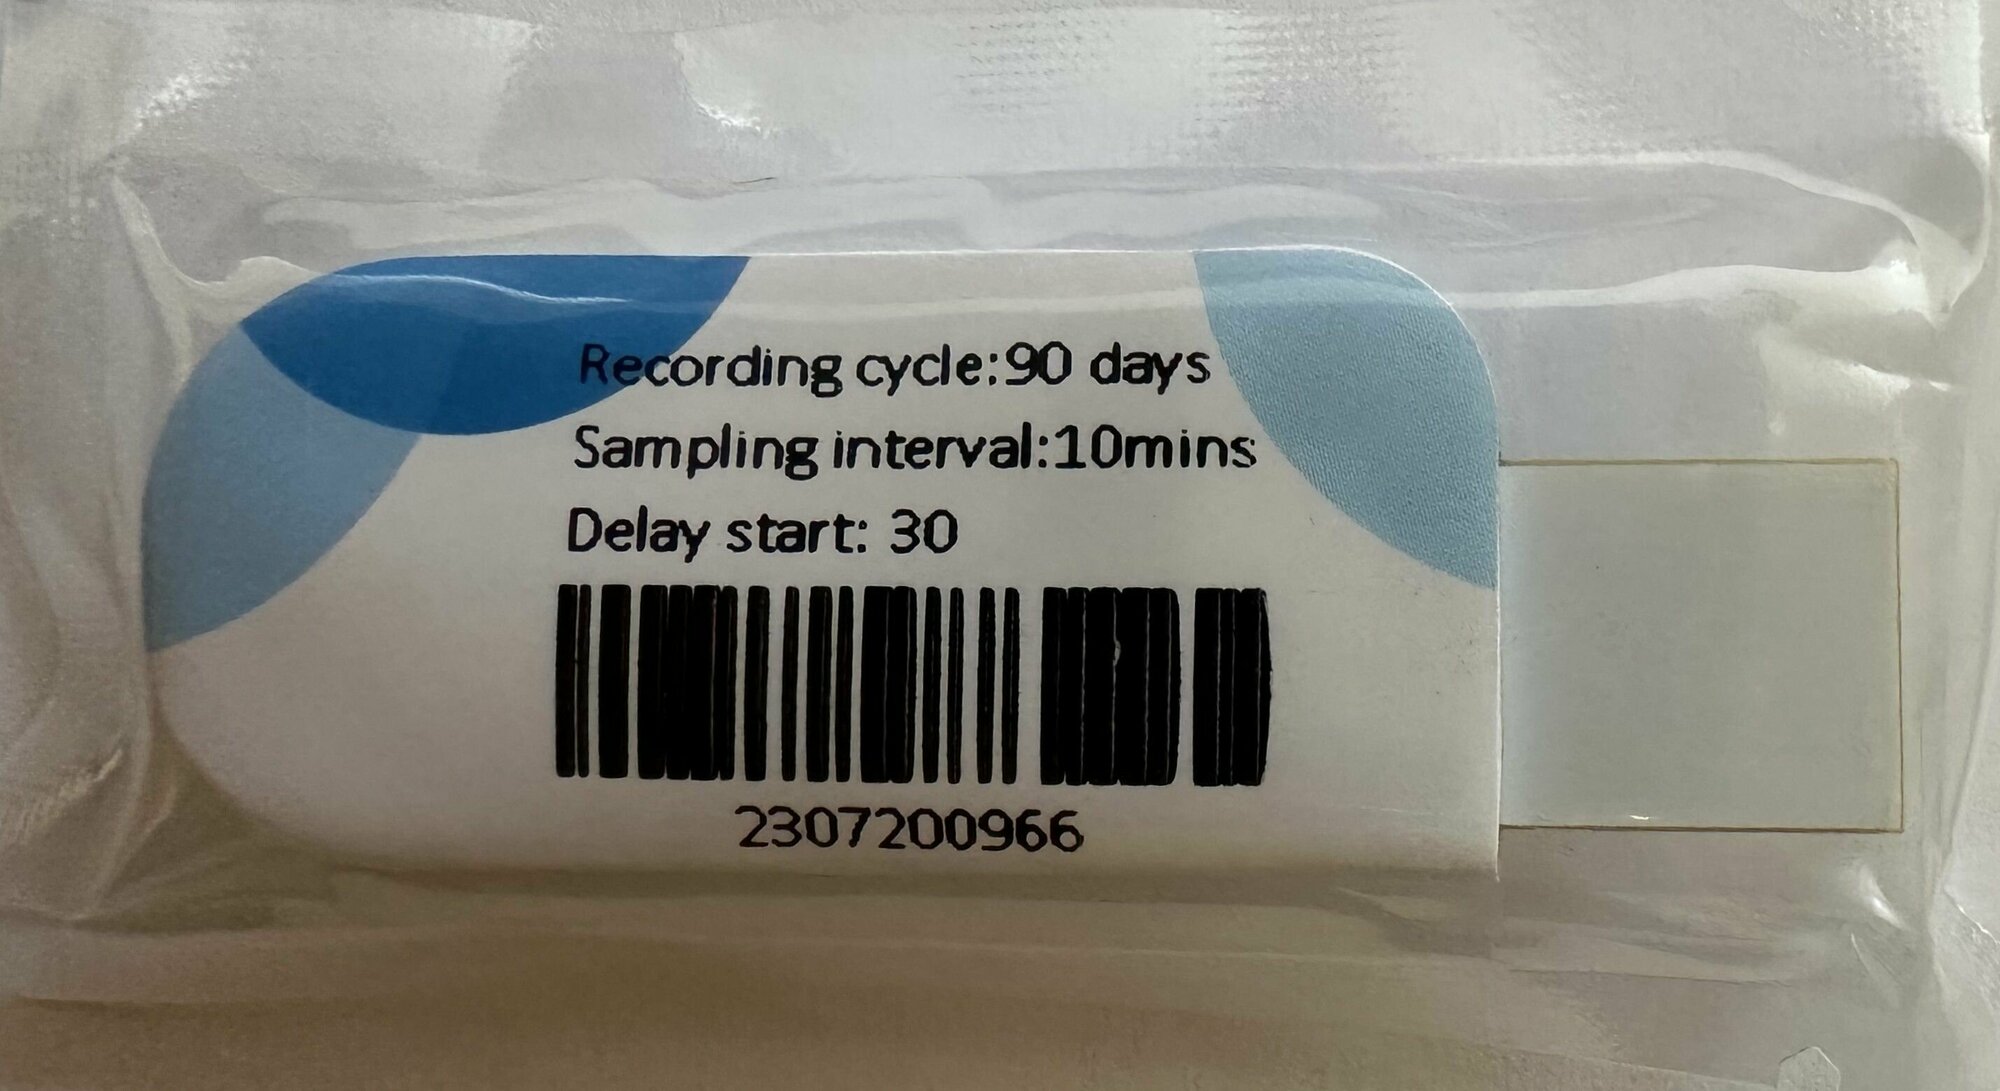 Recording cycle:90 days
Sampling interval:10mins
Delay start: 30
2307200966